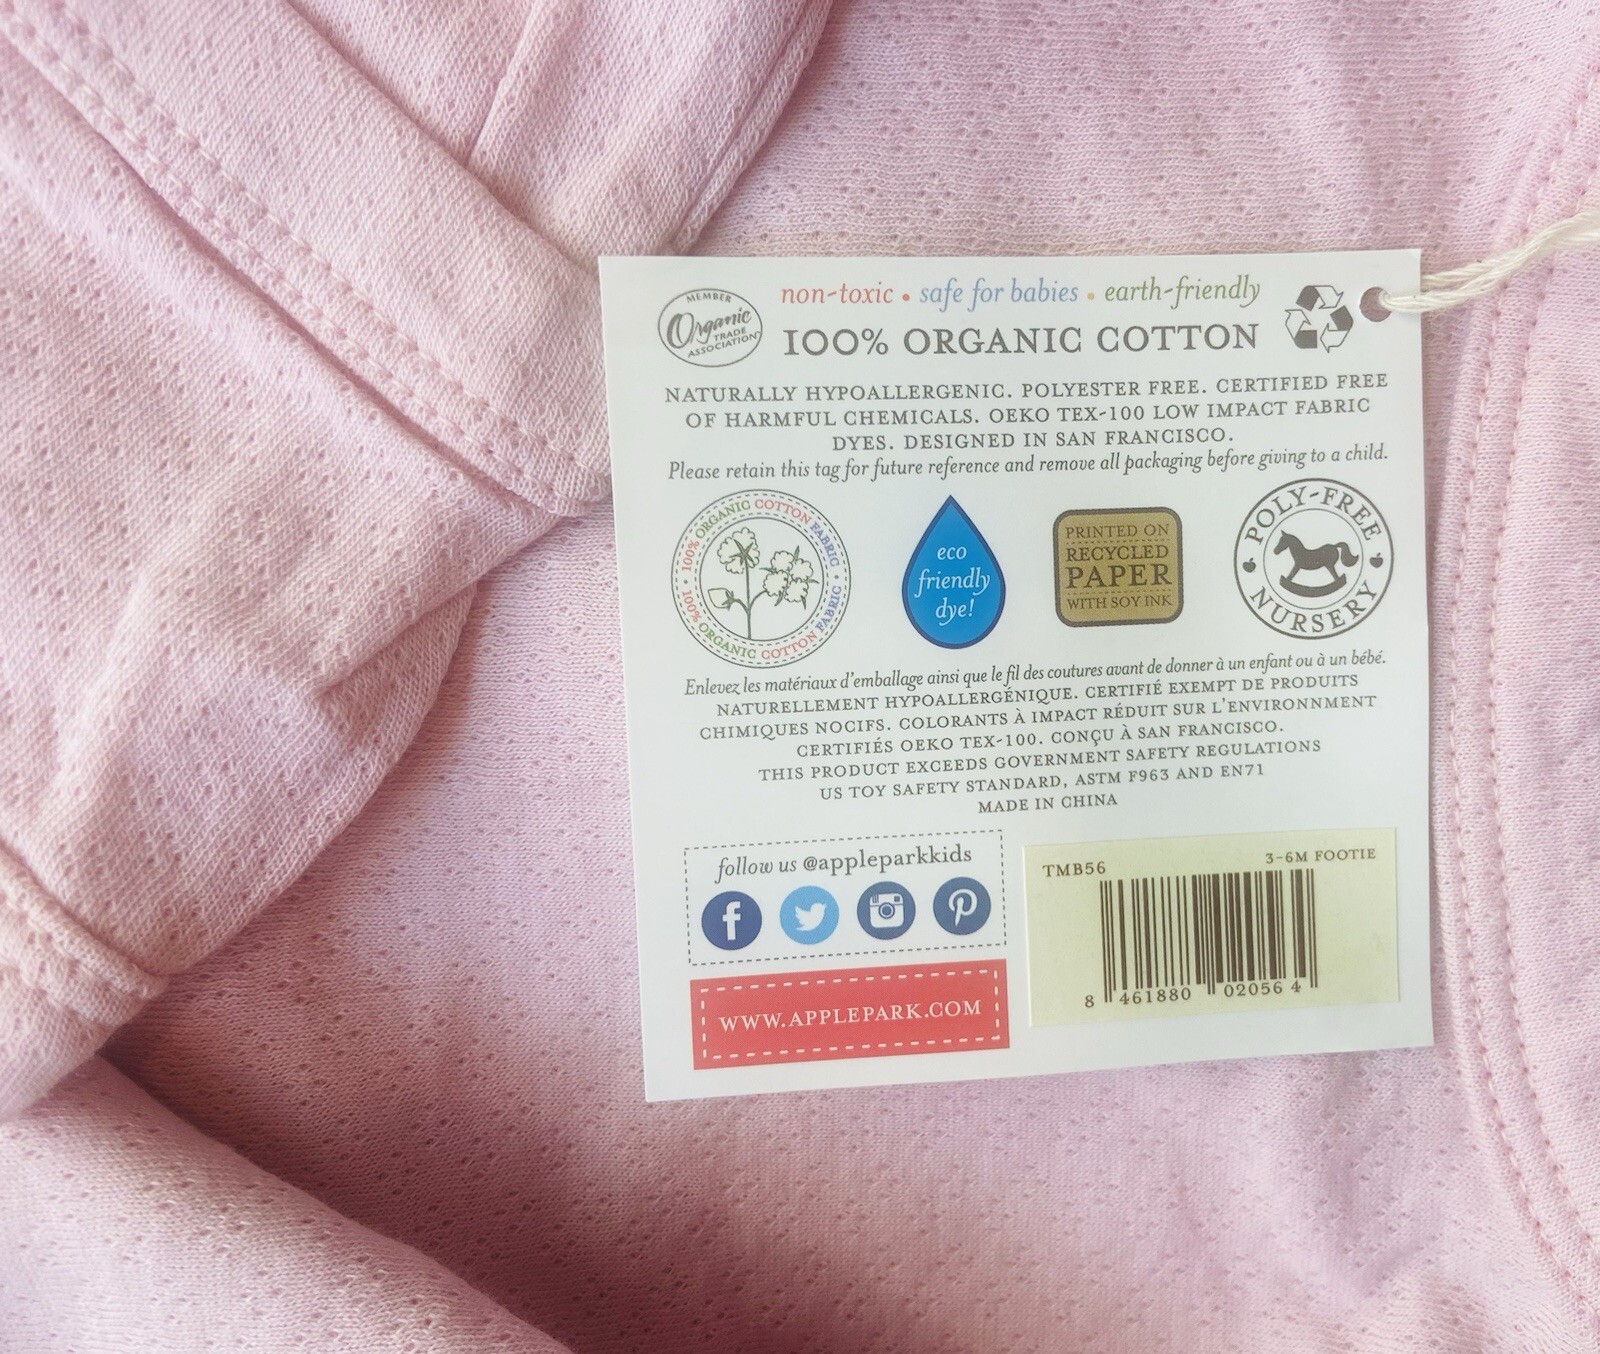 MEMBER
Organic
TRADE
ASSOCIATION
non-toxic • safe for babies • earth-friendly
100% ORGANIC COTTON
NATURALLY HYPOALLERGENIC. POLYESTER FREE. CERTIFIED FREE
OF HARMFUL CHEMICALS. OEKO TEX-100 LOW IMPACT FABRIC
DYES. DESIGNED IN SAN FRANCISCO.
Please retain this tag for future reference and remove all packaging before giving to a child.
100% ORGANIC COTTON FABRIC •
100% ORGANIC COTTON FABRIC •
eco
friendly
dye!
PRINTED ON
RECYCLED
PAPER
WITH SOY INK
POLY-FREE
NURSERY
Enlevez les matériaux d'emballage ainsi que le fil des coutures avant de donner à un enfant ou à un bébé.
NATURELLEMENT HYPOALLERGÉNIQUE. CERTIFIÉ EXEMPT DE PRODUITS
CHIMIQUES NOCIFS. COLORANTS À IMPACT RÉDUIT SUR L'ENVIRONNMENT
CERTIFIÉS OEKO TEX-100. CONÇU À SAN FRANCISCO.
THIS PRODUCT EXCEEDS GOVERNMENT SAFETY REGULATIONS
US TOY SAFETY STANDARD, ASTM F963 AND EN71
MADE IN CHINA
follow us @appleparkkids
WWW.APPLEPARK.COM
TMB56 3-6M FOOTIE
8 461880 02056 4